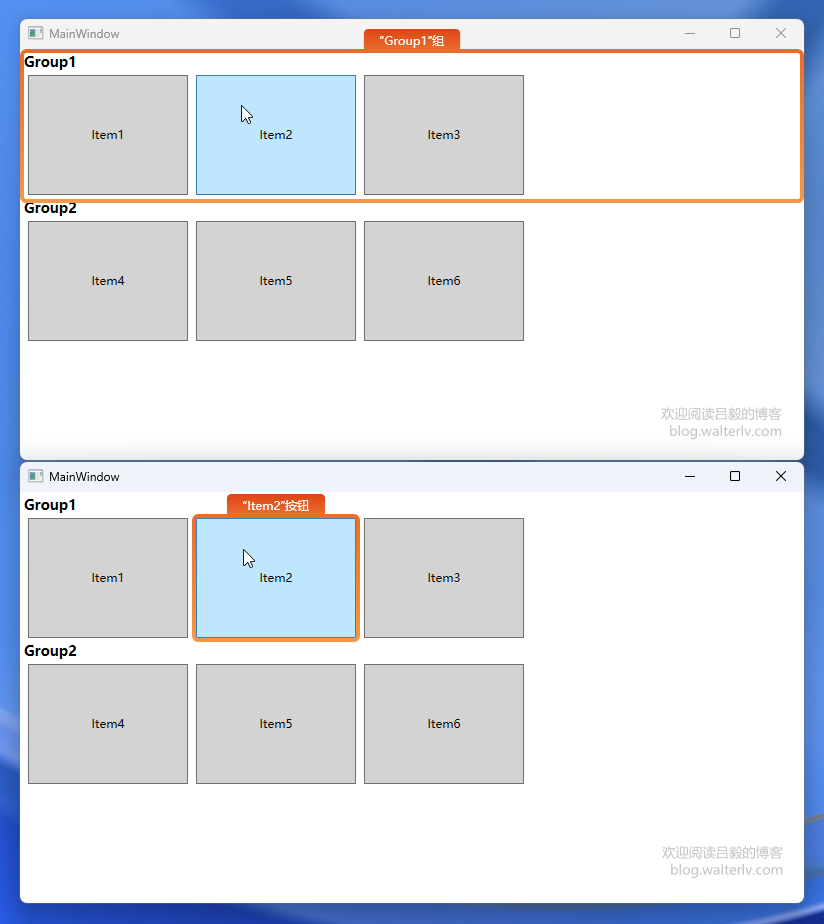 MainWindow
“Group1”组
Group1
Item1
Item2
Item3
Group2
Item4
Item5
Item6
欢迎阅读吕毅的博客
blog.walterlv.com
MainWindow
Group1
“Item2”按钮
Item1
Item2
Item3
Group2
Item4
Item5
Item6
欢迎阅读吕毅的博客
blog.walterlv.com